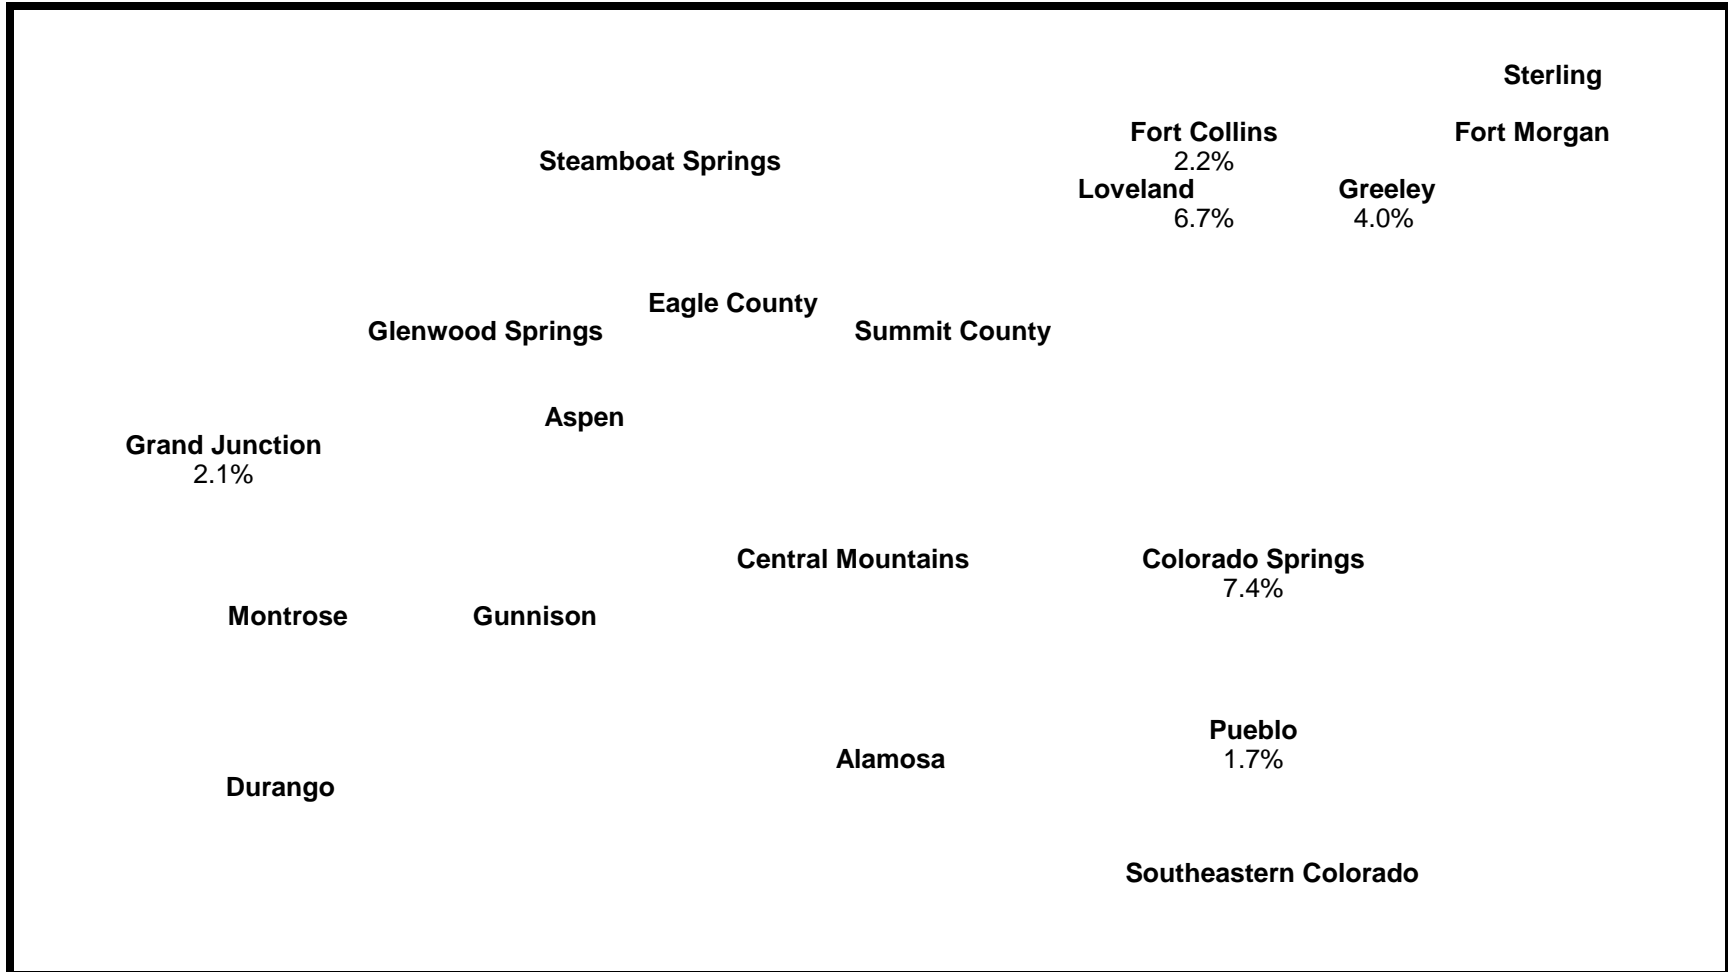 Sterling
Fort Collins Fort Morgan
Steamboat Springs 2.2%
Loveland Greeley
6.7% 4.0%
Eagle County
Glenwood Springs Summit County
Aspen
Grand Junction
2.1%
Central Mountains Colorado Springs
7.4%
Montrose Gunnison
Pueblo
Alamosa 1.7%
Durango
Southeastern Colorado